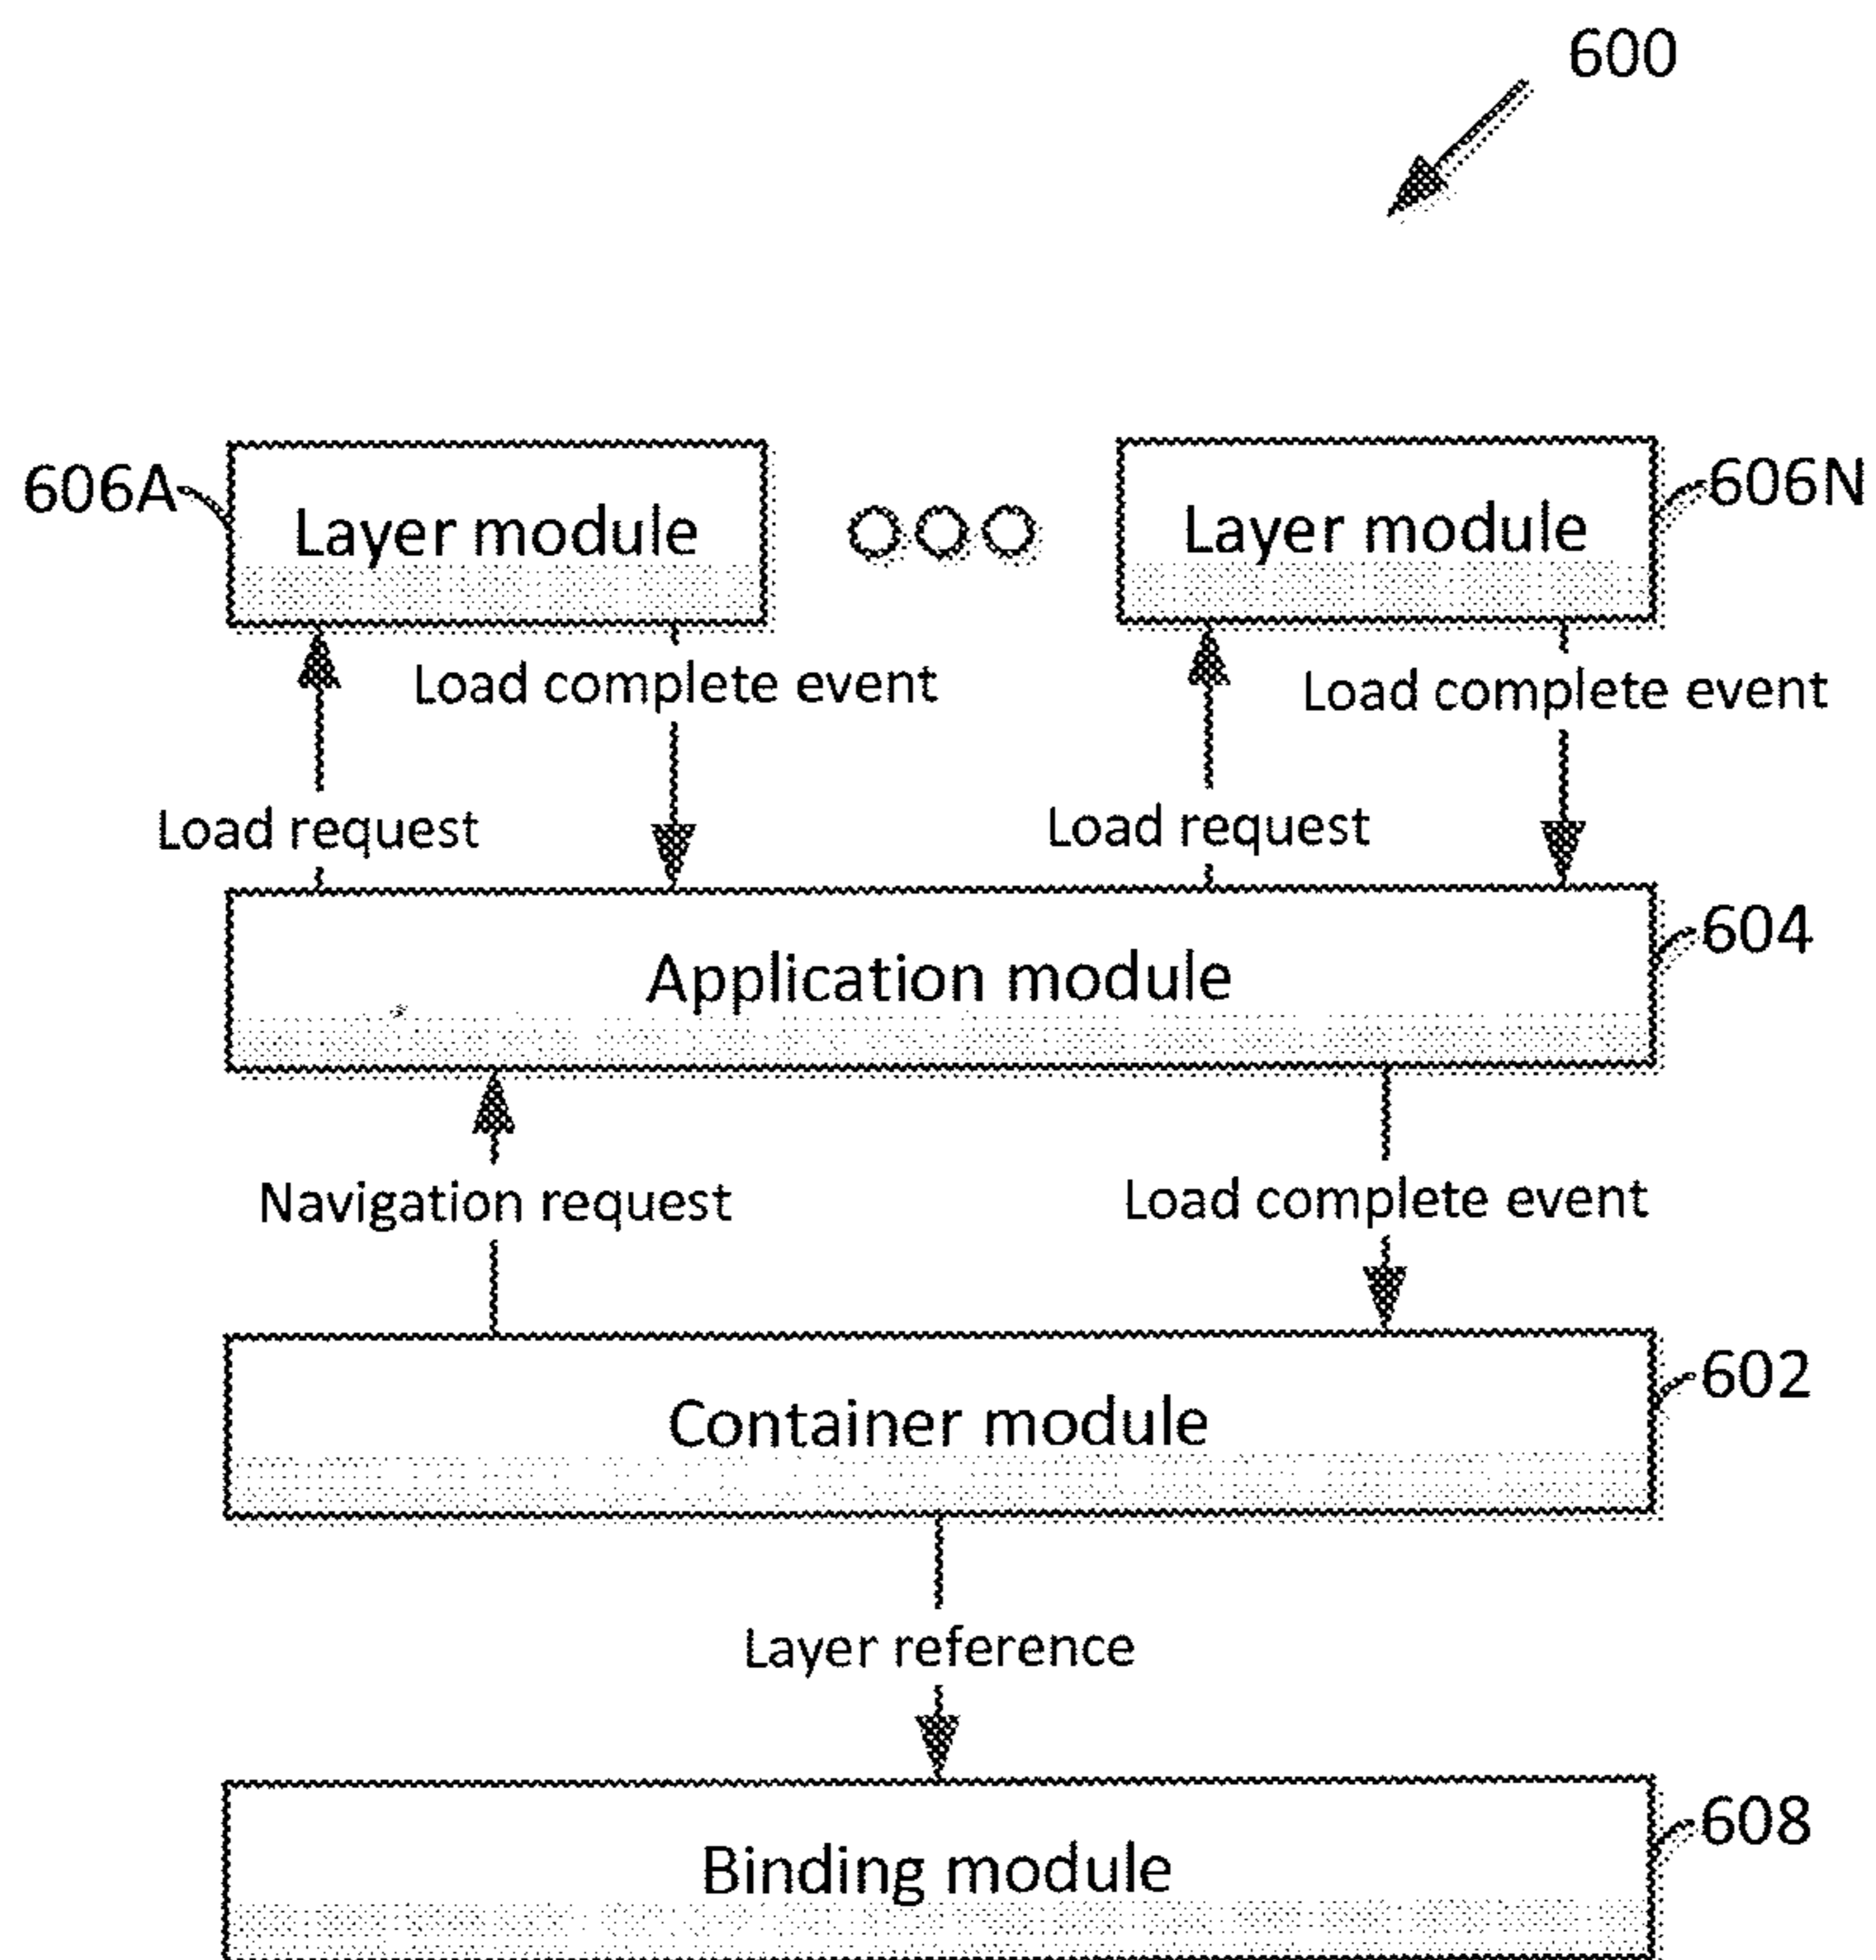 600
606A
Layer module
Layer module
606N
Load complete event
Load complete event
Load request
Load request
604
Application module
Navigation request
Load complete event
602
Container module
Layer reference
608
Binding module